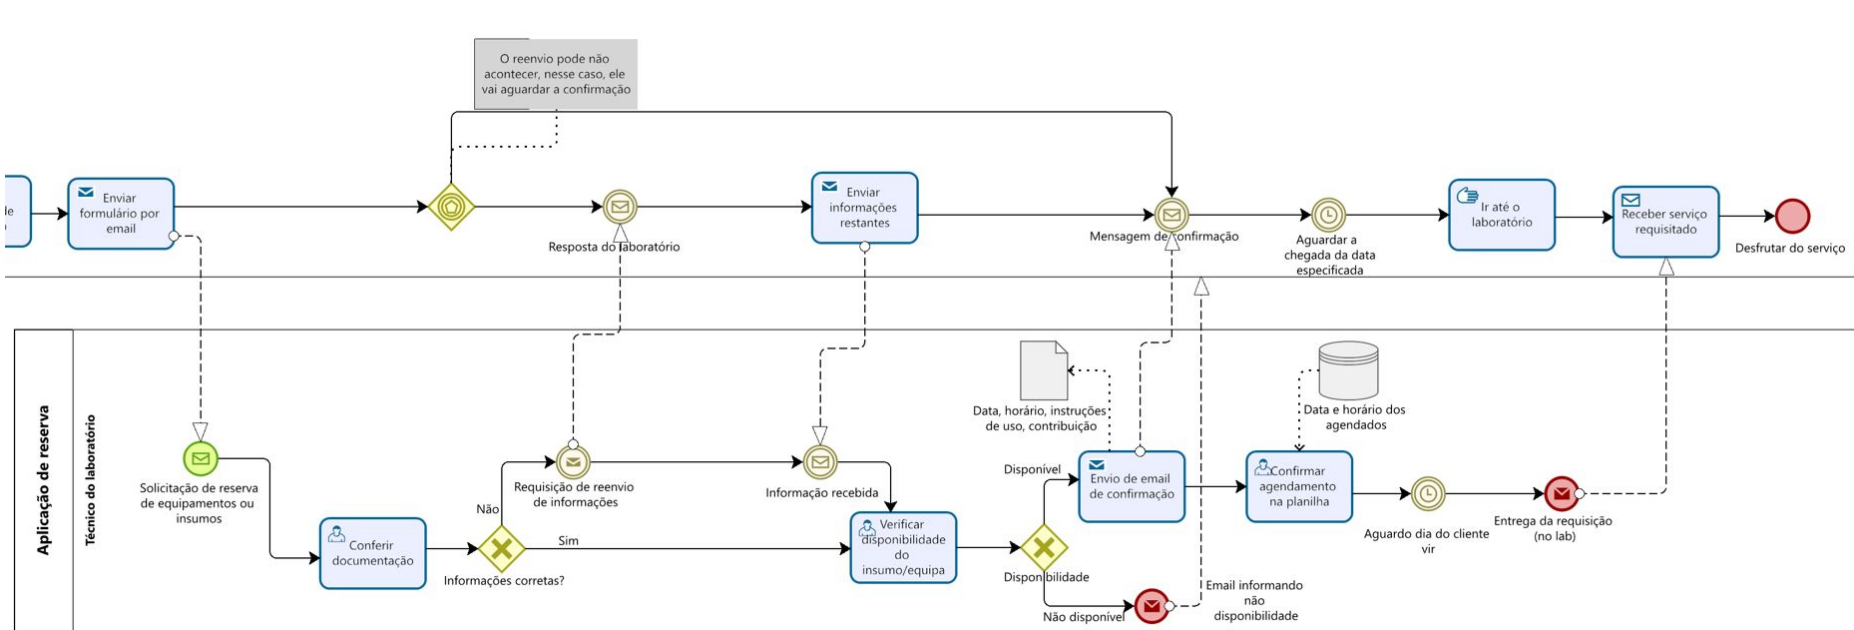 O reenvio pode não
acontecer, nesse caso, ele
vai aguardar a confirmação
Enviar
formulário por
email
Resposta do laboratório
Enviar
informações
restantes
Mensagem de confirmação
Aguardar a
chegada da data
especificada
Ir até o
laboratório
Receber serviço
requisitado
Desfrutar do serviço
Aplicação de reserva
Técnico do laboratório
Solicitação de reserva
de equipamentos ou
insumos
Conferir
documentação
Não
Informações corretas?
Sim
Requisição de reenvio
de informações
Informação recebida
Verificar
disponibilidade
do
insumo/equipa
Disponível
Disponibilidade
Não disponível
Data, horário, instruções
de uso, contribuição
Envio de email
de confirmação
Email informando
não
disponibilidade
Data e horário dos
agendados
Confirmar
agendamento
na planilha
Aguardo dia do cliente
vir
Entrega da requisição
(no lab)